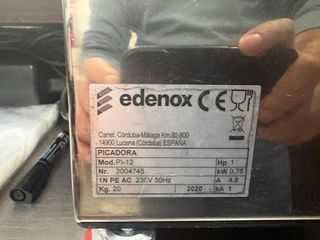 edenox CE
Carret. Córdoba-Málaga Km.80,800
14900 Lucena (Córdoba) ESPAÑA
PICADORA
Mod. PI-12 Hp 1
Nr. 2004745 kW 0,75
1N PE AC 230V 50Hz A 4,8
Kg. 20 2020 kA 1